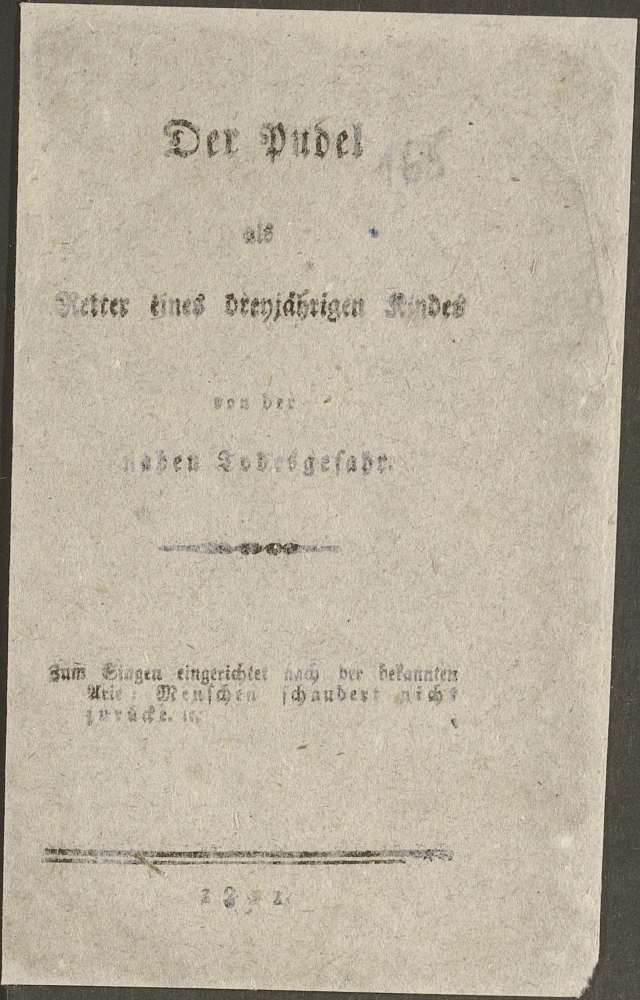 Der Pudel
als
Retter eines dreyjährigen Kindes
von der
nahen Todesgefahr.
Zum Singen eingerichtet nach der bekannten
Arie: Menschen schaudert nicht
zurücke. ꝛc.